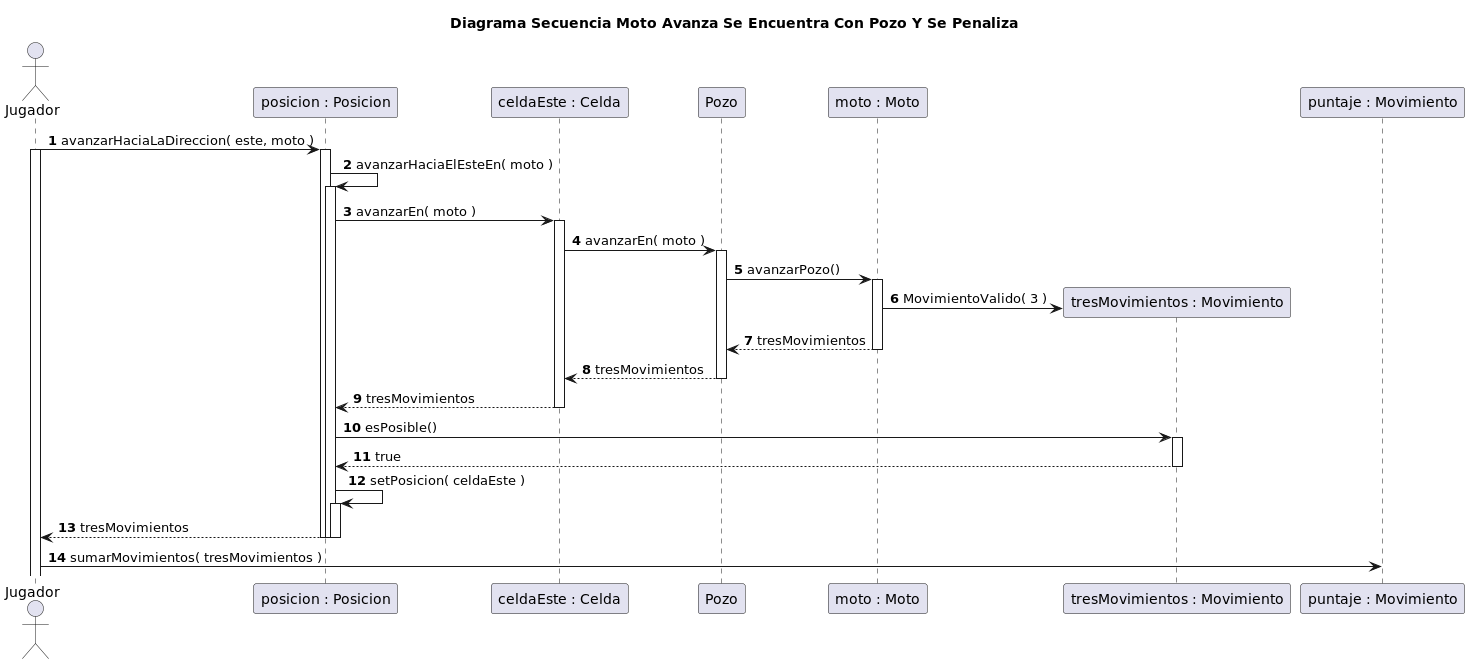 Diagrama Secuencia Moto Avanza Se Encuentra Con Pozo Y Se Penaliza
Jugador
posicion : Posicion
celdaEste : Celda
Pozo
moto : Moto
puntaje : Movimiento
1 avanzarHaciaLaDireccion( este, moto )
2 avanzarHaciaElEsteEn( moto )
3 avanzarEn( moto )
4 avanzarEn( moto )
5 avanzarPozo()
6 MovimientoValido( 3 )
tresMovimientos : Movimiento
7 tresMovimientos
8 tresMovimientos
9 tresMovimientos
10 esPosible()
11 true
12 setPosicion( celdaEste )
13 tresMovimientos
14 sumarMovimientos( tresMovimientos )
Jugador
posicion : Posicion
celdaEste : Celda
Pozo
moto : Moto
tresMovimientos : Movimiento
puntaje : Movimiento